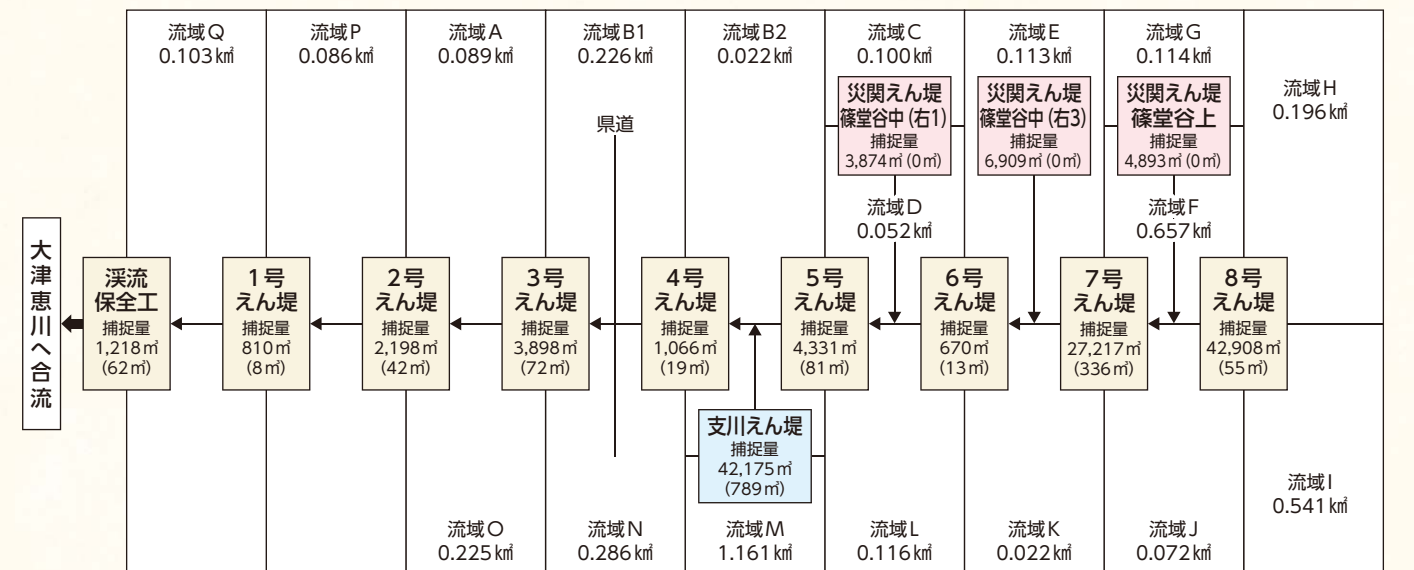 流域Q
0.103㎢
流域P
0.086㎢
流域A
0.089㎢
流域B1
0.226㎢
流域B2
0.022㎢
流域C
0.100㎢
流域E
0.113㎢
流域G
0.114㎢
流域H
0.196㎢
県道
災関えん堤
篠堂谷中(右1)
捕捉量
3,874㎥(0㎥)
災関えん堤
篠堂谷中(右3)
捕捉量
6,909㎥(0㎥)
災関えん堤
篠堂谷上
捕捉量
4,893㎥(0㎥)
流域D
0.052㎢
流域F
0.657㎢
大津恵川へ合流
渓流
保全工
捕捉量
1,218㎥
(62㎥)
1号
えん堤
捕捉量
810㎥
(8㎥)
2号
えん堤
捕捉量
2,198㎥
(42㎥)
3号
えん堤
捕捉量
3,898㎥
(72㎥)
4号
えん堤
捕捉量
1,066㎥
(19㎥)
5号
えん堤
捕捉量
4,331㎥
(81㎥)
6号
えん堤
捕捉量
670㎥
(13㎥)
7号
えん堤
捕捉量
27,217㎥
(336㎥)
8号
えん堤
捕捉量
42,908㎥
(55㎥)
支川えん堤
捕捉量
42,175㎥
(789㎥)
流域I
0.541㎢
流域O
0.225㎢
流域N
0.286㎢
流域M
1.161㎢
流域L
0.116㎢
流域K
0.022㎢
流域J
0.072㎢